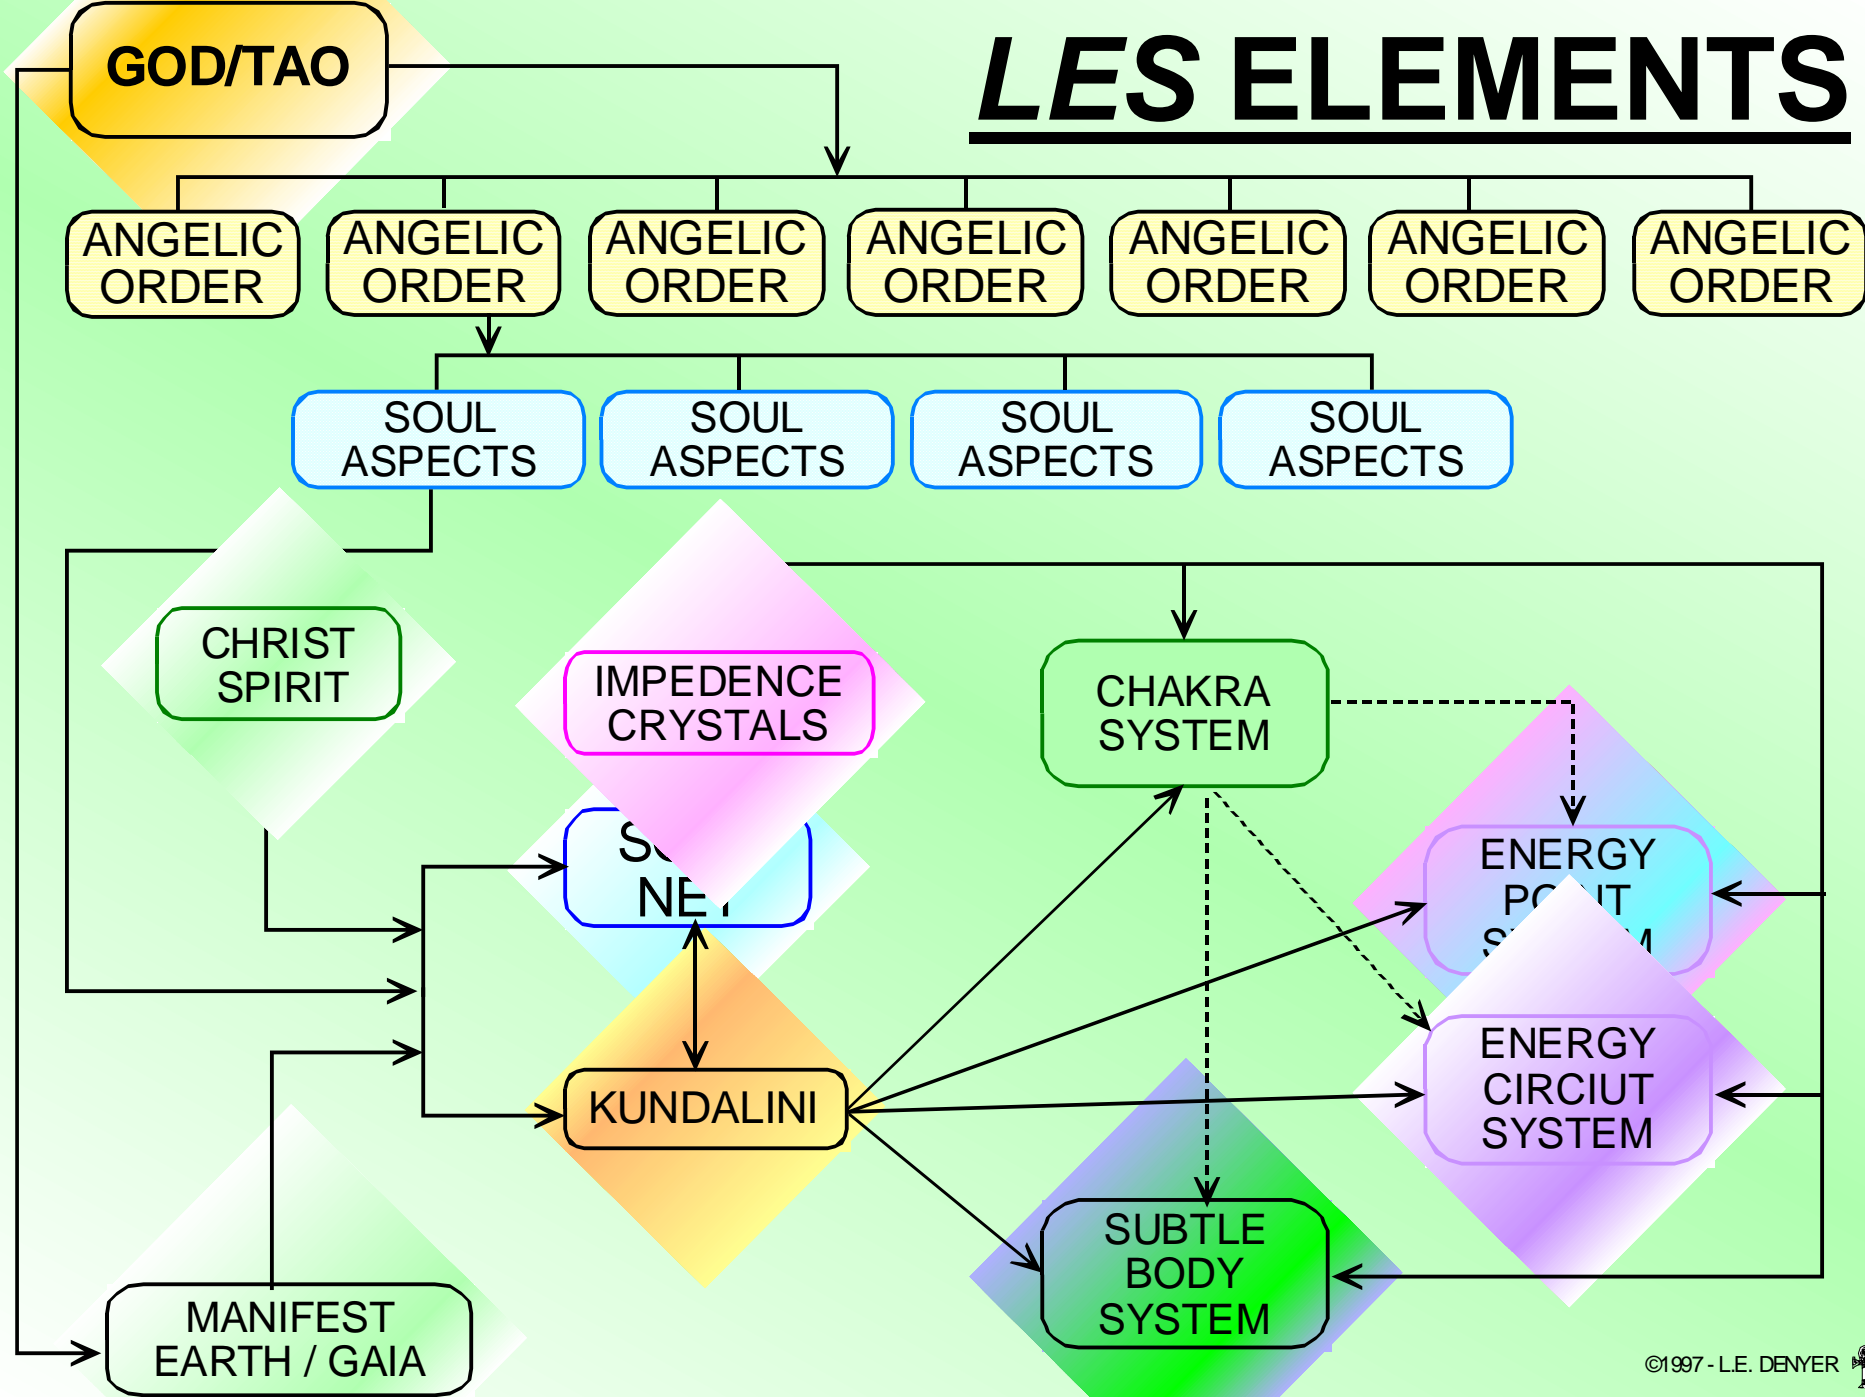 GOD/TAO
LES ELEMENTS
ANGELIC
ORDER
ANGELIC
ORDER
ANGELIC
ORDER
ANGELIC
ORDER
ANGELIC
ORDER
ANGELIC
ORDER
ANGELIC
ORDER
SOUL
ASPECTS
SOUL
ASPECTS
SOUL
ASPECTS
SOUL
ASPECTS
CHRIST
SPIRIT
IMPEDENCE
CRYSTALS
CHAKRA
SYSTEM
NET
ENERGY
ENERGY
CIRCIUT
SYSTEM
KUNDALINI
SUBTLE
BODY
SYSTEM
MANIFEST
EARTH / GAIA
©1997 - L.E. DENYER